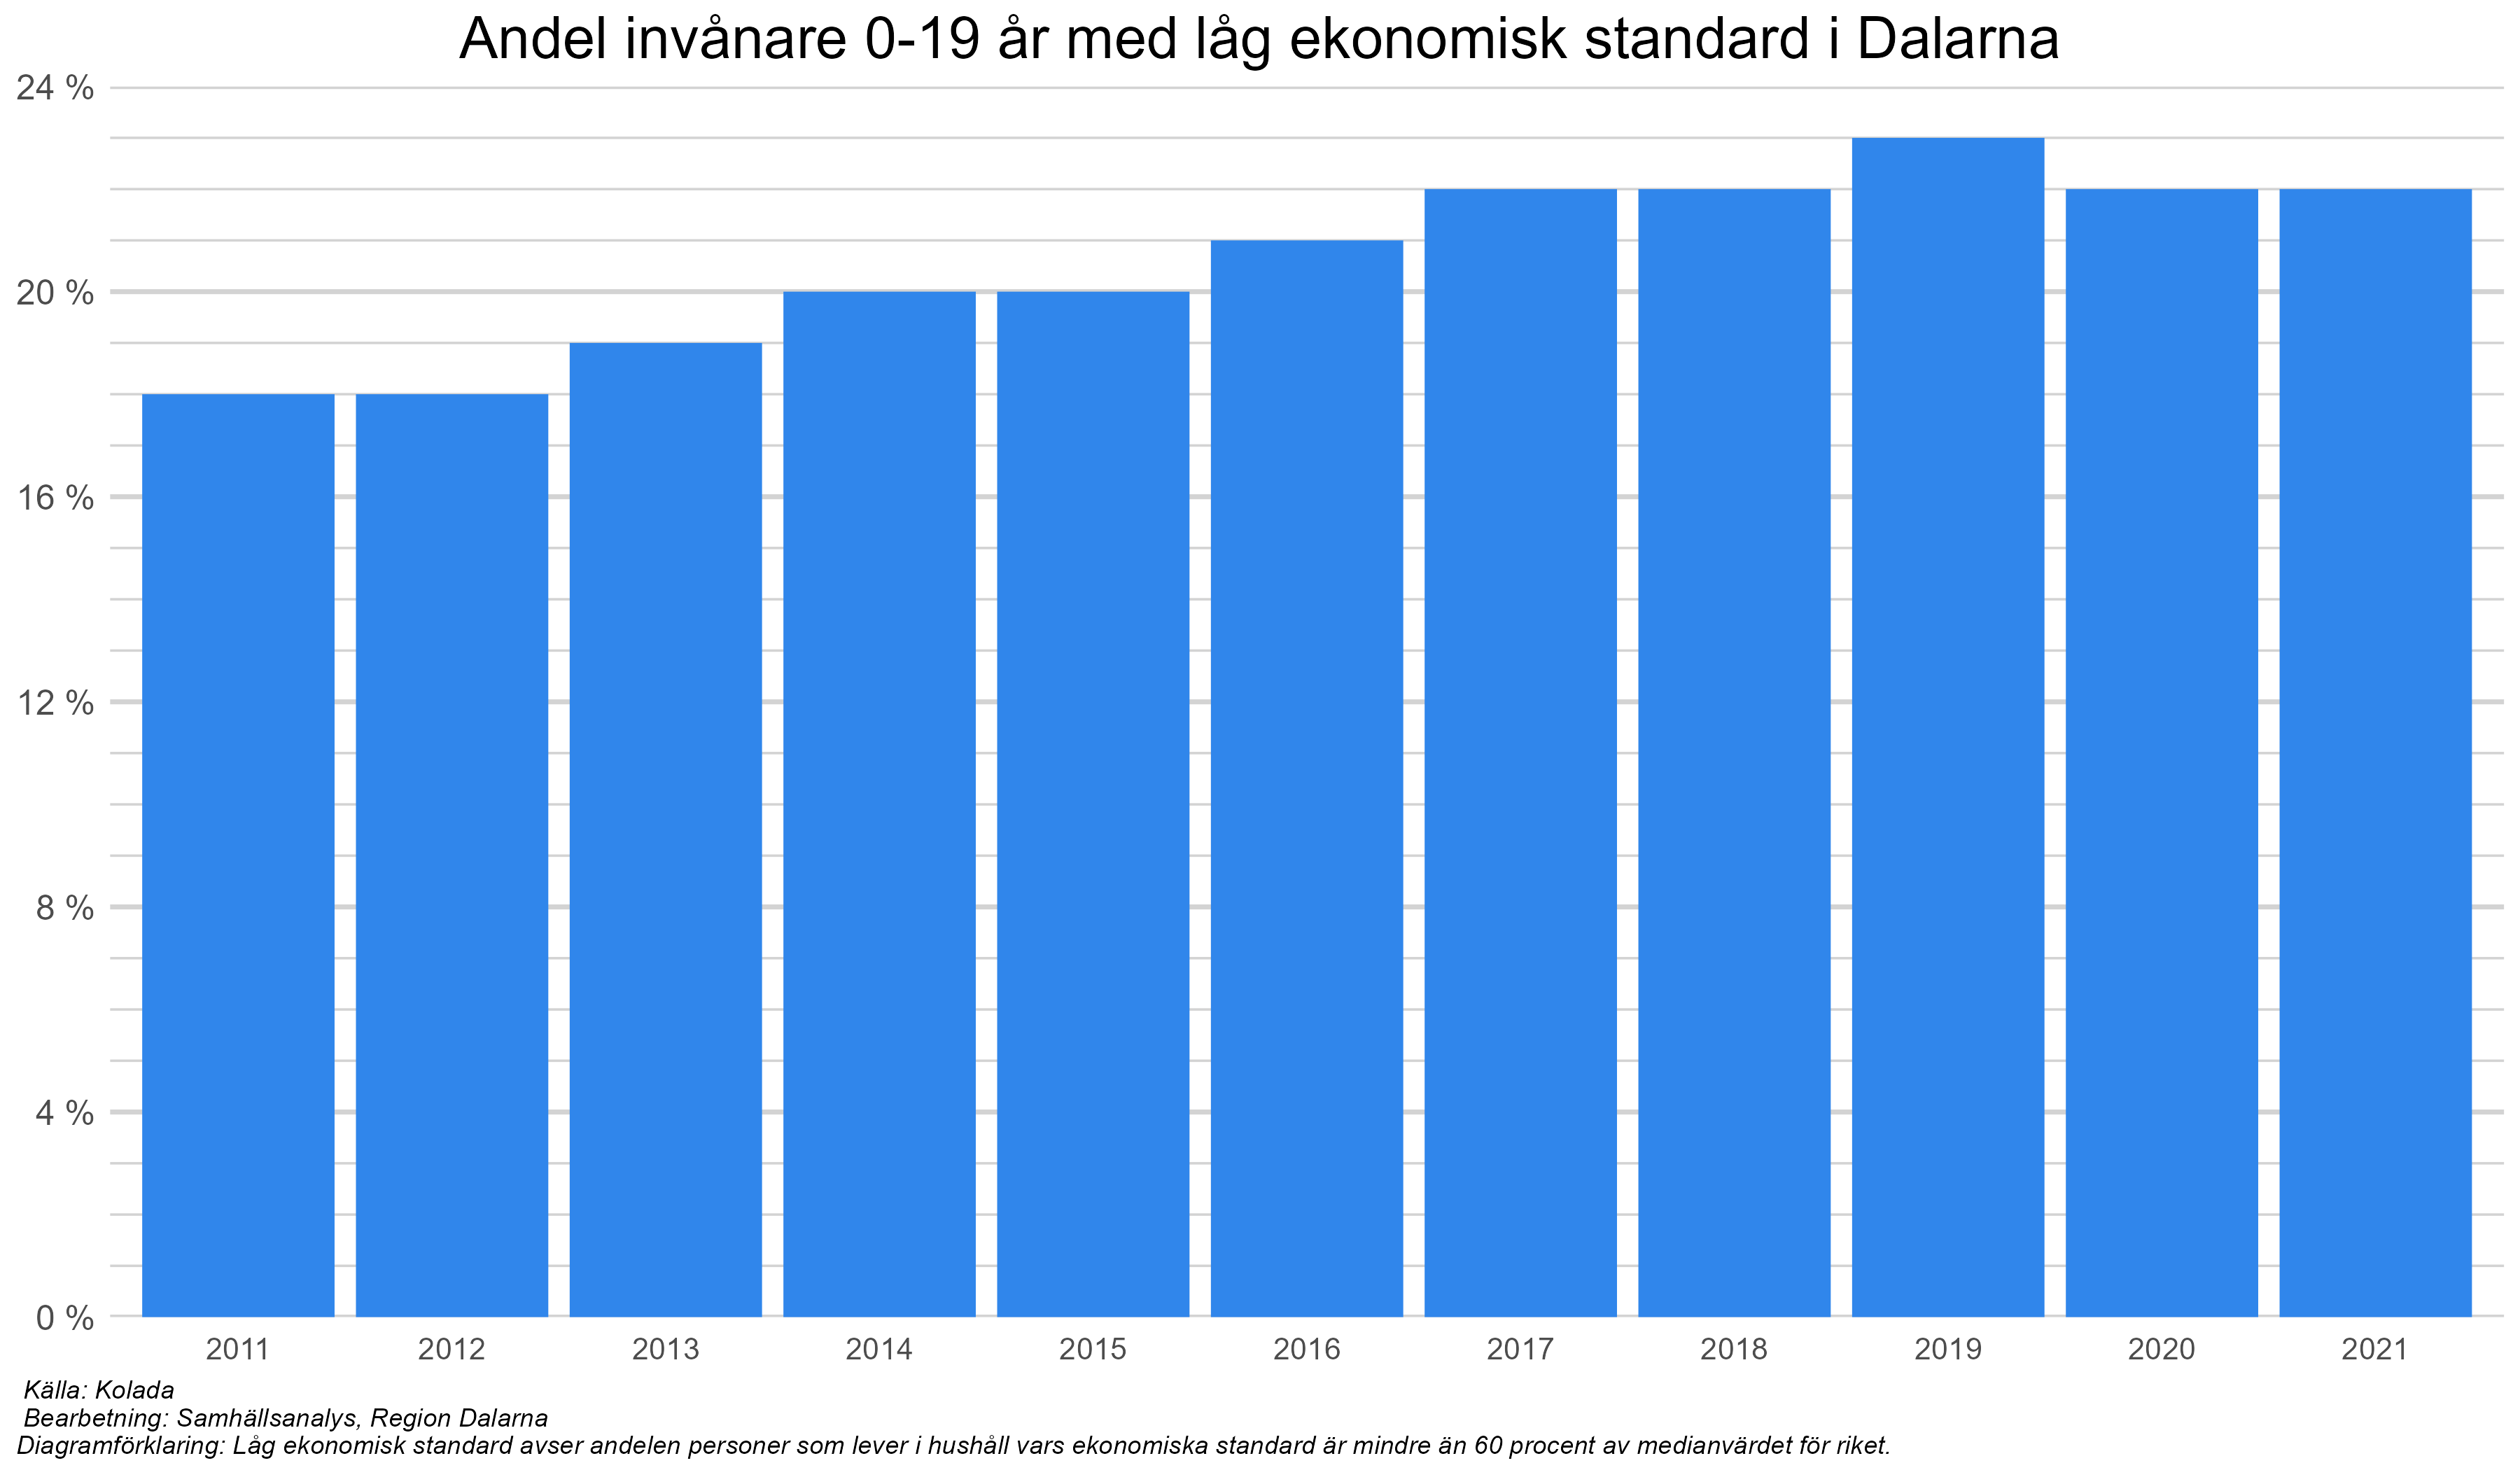 Andel invånare 0-19 år med låg ekonomisk standard i Dalarna
24 %
20 %
16 %
12 %
8 %
4 %
0 %
2011 2012 2013 2014 2015 2016 2017 2018 2019 2020 2021
Källa: Kolada
Bearbetning: Samhällsanalys, Region Dalarna
Diagramförklaring: Låg ekonomisk standard avser andelen personer som lever i hushåll vars ekonomiska standard är mindre än 60 procent av medianvärdet för riket.